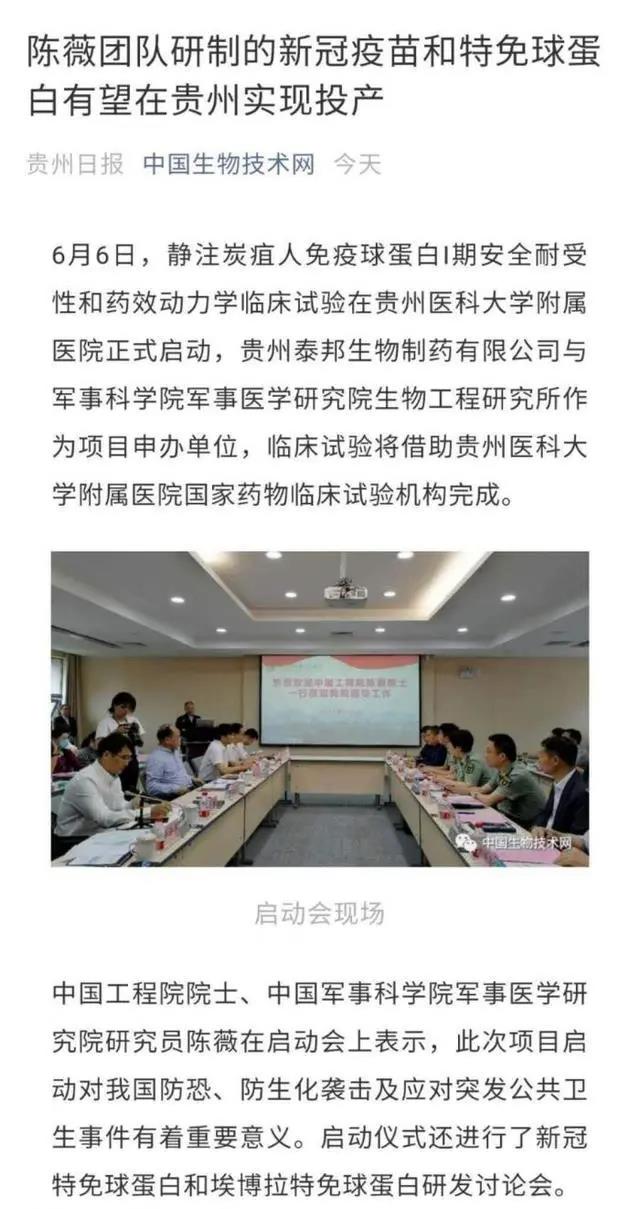 陈薇团队研制的新冠疫苗和特免球蛋
白有望在贵州实现投产
贵州日报 中国生物技术网 今天
6月6日，静注炭疽人免疫球蛋白I期安全耐受
性和药效动力学临床试验在贵州医科大学附属
医院正式启动，贵州泰邦生物制药有限公司与
军事科学院军事医学研究院生物工程研究所作
为项目申办单位，临床试验将借助贵州医科大
学附属医院国家药物临床试验机构完成。
中国生物技术网
启动会现场
中国工程院院士、中国军事科学院军事医学研
究院研究员陈薇在启动会上表示，此次项目启
动对我国防恐、防生化袭击及应对突发公共卫
生事件有着重要意义。启动仪式还进行了新冠
特免球蛋白和埃博拉特免球蛋白研发讨论会。